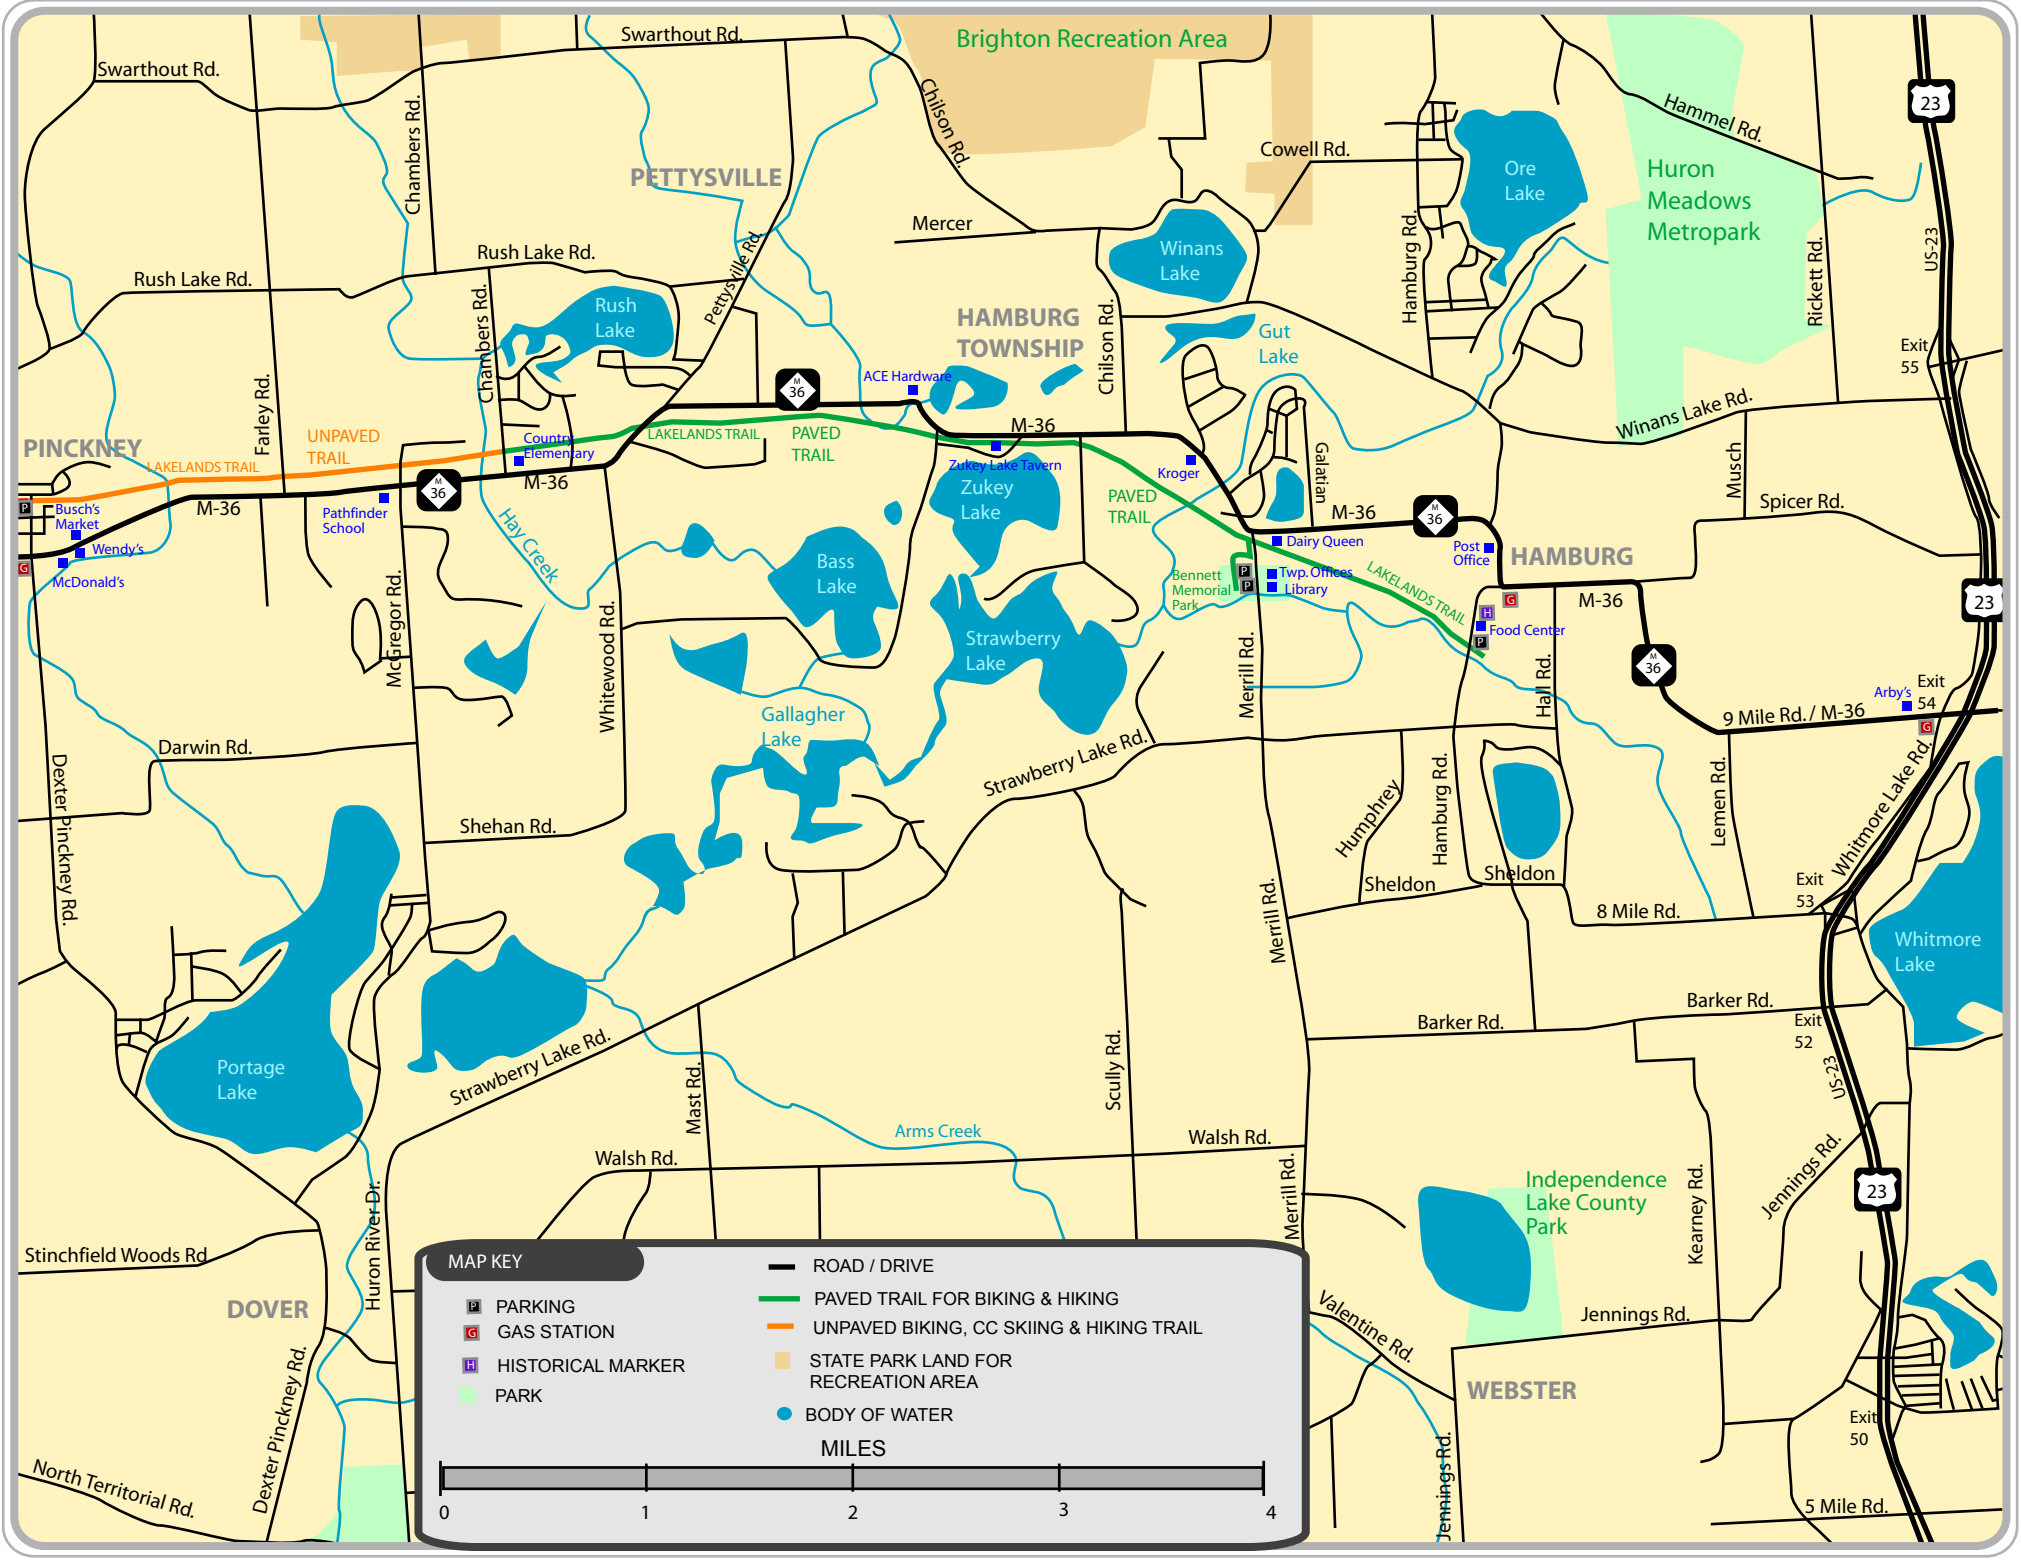 Brighton Recreation Area
Swarthout Rd.
Swarthout Rd.
Chambers Rd.
Chilson Rd.
Hammel Rd.
23
PETTYSVILLE
Cowell Rd.
Ore
Lake
Huron
Meadows
Metropark
Mercer
Hamburg Rd.
Rickett Rd.
US-23
Rush Lake Rd.
Rush Lake Rd.
Pettysville Rd.
Winans
Lake
Chambers Rd.
Rush
Lake
HAMBURG
TOWNSHIP
Chilson Rd.
Gut
Lake
Exit
55
ACE Hardware
M
36
Farley Rd.
Winans Lake Rd.
PINCKNEY
UNPAVED
TRAIL
LAKELANDS TRAIL
Country
Elementary
LAKELANDS TRAIL
PAVED
TRAIL
M-36
Zukey Lake Tavern
Kroger
Galatian
Musch
M-36
M
36
M-36
P
Busch's
Market
Pathfinder
School
Wendy's
McDonald's
G
Hay Creek
Zukey
Lake
PAVED
TRAIL
M-36
M
36
Spicer Rd.
Dairy Queen
Post
Office
HAMBURG
Bass
Lake
Bennett
Memorial
Park
P
P
Twp. Offices
Library
LAKELANDS TRAIL
G
H
Food Center
P
M-36
23
McGregor Rd.
Whitewood Rd.
Strawberry
Lake
Merrill Rd.
Hall Rd.
M
36
Arby's
Exit
54
9 Mile Rd. / M-36
G
Gallagher
Lake
Darwin Rd.
Dexter Pinckney Rd.
Strawberry Lake Rd.
Shehan Rd.
Humphrey
Hamburg Rd.
Lemen Rd.
Whitmore Lake Rd.
Sheldon
Sheldon
Exit
53
8 Mile Rd.
Merrill Rd.
Whitmore
Lake
Barker Rd.
Barker Rd.
Exit
52
US-23
Portage
Lake
Strawberry Lake Rd.
Mast Rd.
Scully Rd.
Arms Creek
Walsh Rd.
Walsh Rd.
Merrill Rd.
Independence
Lake County
Park
Kearney Rd.
Jennings Rd.
23
Huron River Dr.
Stinchfield Woods Rd.
DOVER
Valentine Rd.
Jennings Rd.
WEBSTER
Exit
50
Dexter Pinckney Rd.
North Territorial Rd.
Jennings Rd.
5 Mile Rd.
MAP KEY
P PARKING
G GAS STATION
H HISTORICAL MARKER
PARK
ROAD / DRIVE
PAVED TRAIL FOR BIKING & HIKING
UNPAVED BIKING, CC SKIING & HIKING TRAIL
STATE PARK LAND FOR
RECREATION AREA
BODY OF WATER
MILES
0 1 2 3 4